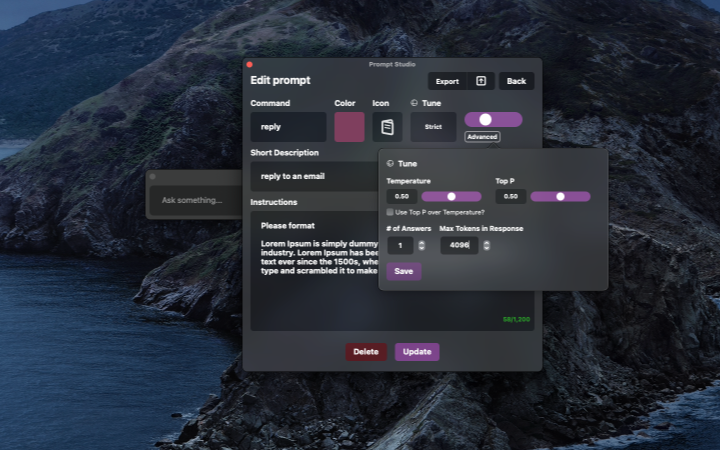 Prompt Studio
Edit prompt
Export
Back
Command
Color
Icon
Tune
reply
Strict
Advanced
Short Description
reply to an email
Ask something...
Instructions
Please format
Lorem Ipsum is simply dummy
industry. Lorem Ipsum has bee
text ever since the 1500s, whe
type and scrambled it to make
58/1,200
Delete
Update
Tune
Temperature
Top P
0.50
0.50
Use Top P over Temperature?
# of Answers
Max Tokens in Response
1
4096
Save